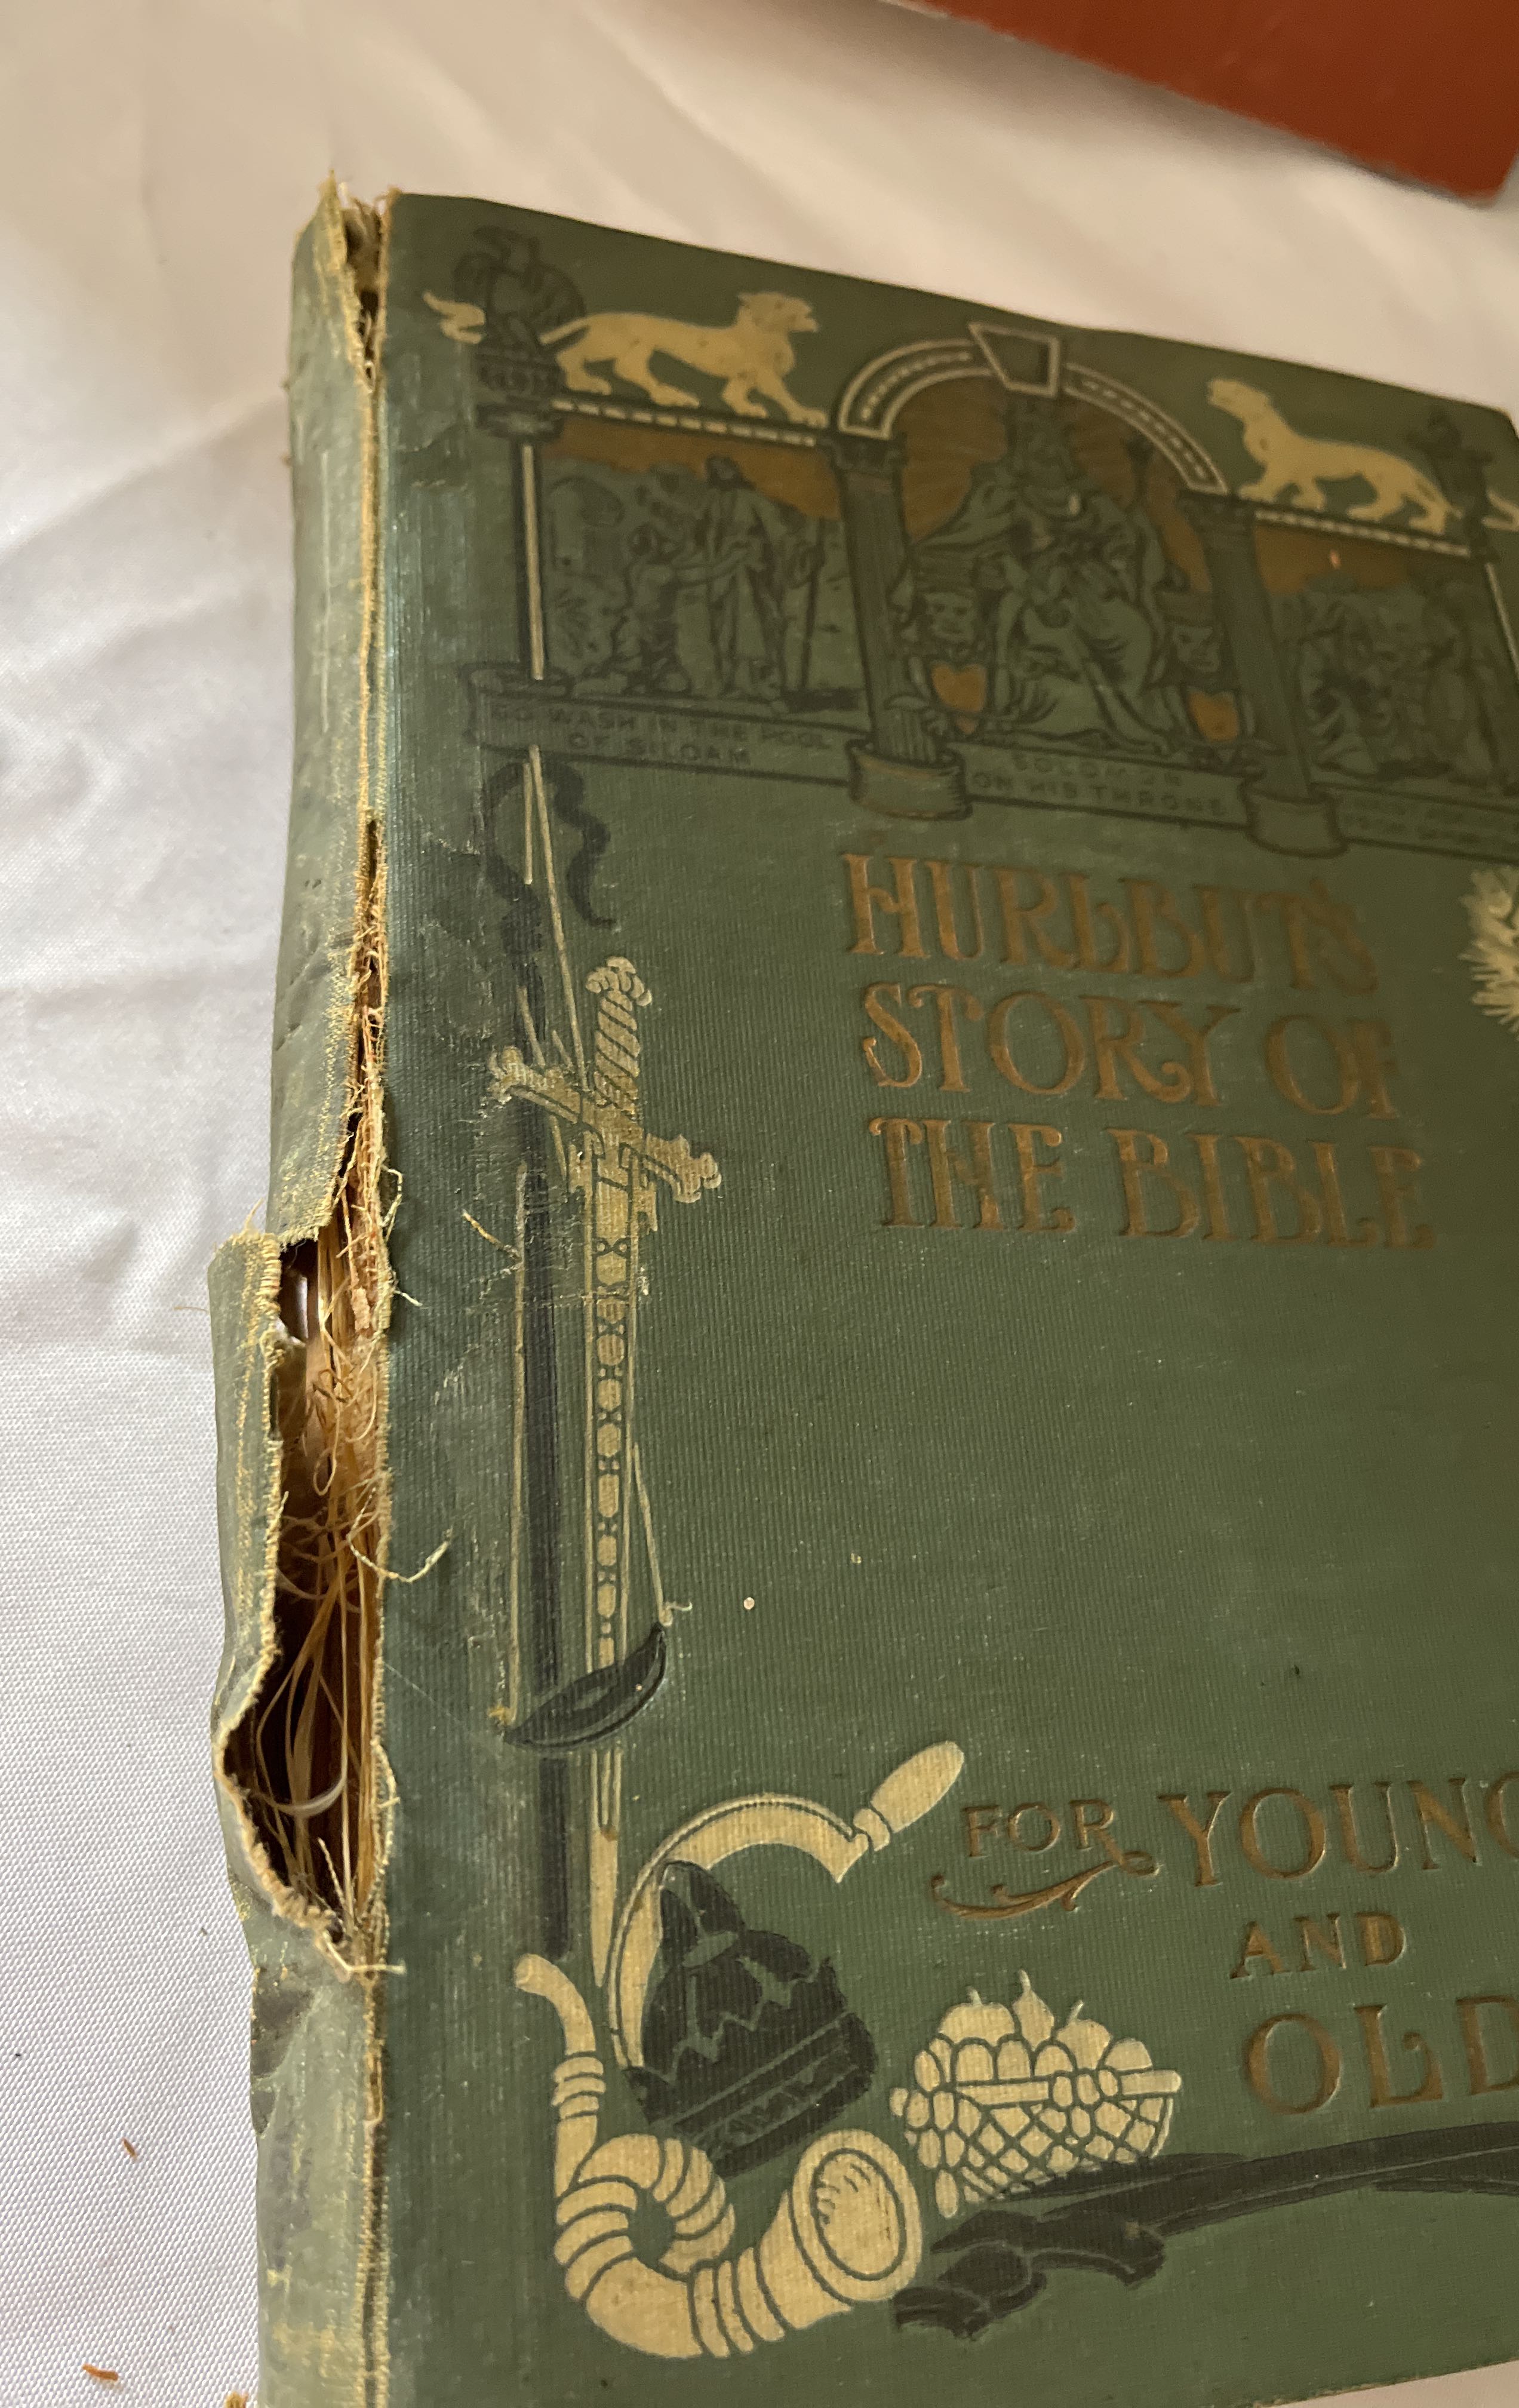 GO WASH IN THE POOL
OF SILOAM
SOLOMON
ON HIS THRONE
HURLBUT'S
STORY OF
THE BIBLE
FOR YOUNG
AND
OLD